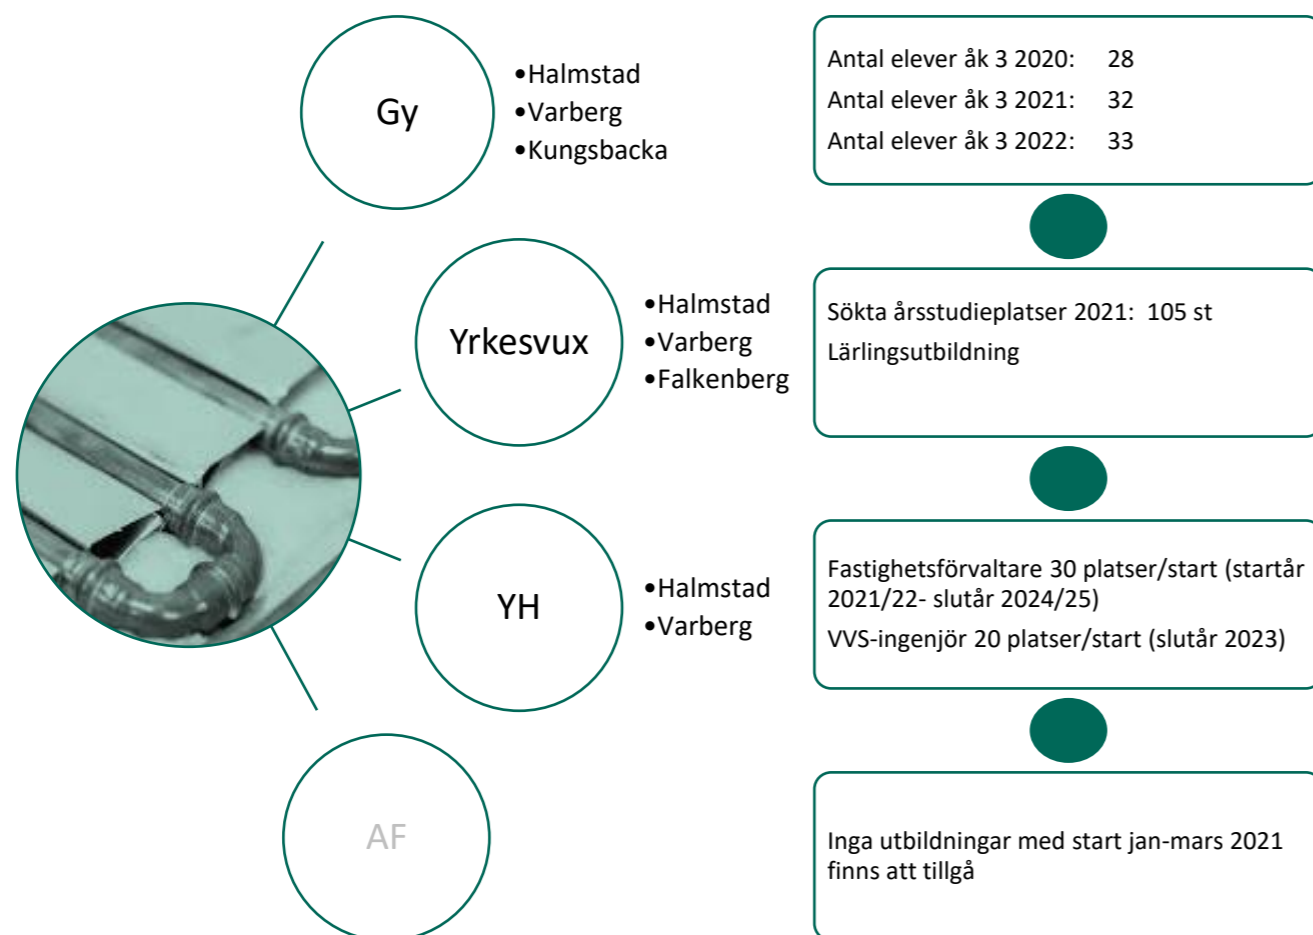 Gy
•Halmstad
•Varberg
•Kungsbacka
Antal elever åk 3 2020: 28
Antal elever åk 3 2021: 32
Antal elever åk 3 2022: 33
Yrkesvux
•Halmstad
•Varberg
•Falkenberg
Sökta årsstudieplatser 2021: 105 st
Lärlingsutbildning
YH
•Halmstad
•Varberg
Fastighetsförvaltare 30 platser/start (startår
2021/22- slutår 2024/25)
VVS-ingenjör 20 platser/start (slutår 2023)
AF
Inga utbildningar med start jan-mars 2021
finns att tillgå